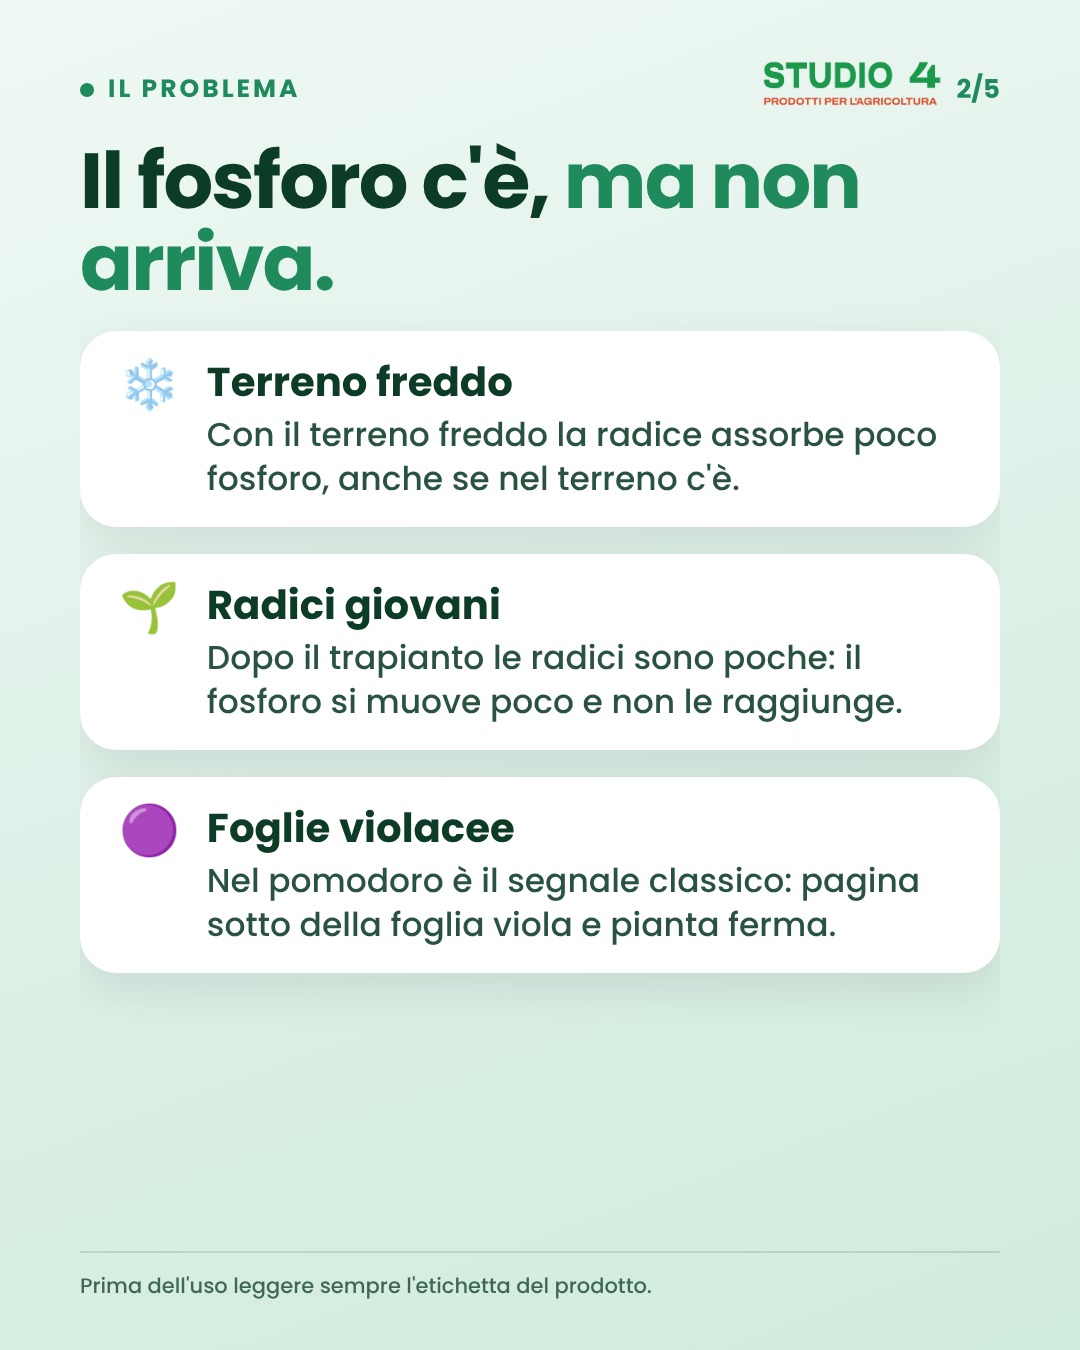 IL PROBLEMA
STUDIO 4
PRODOTTI PER L'AGRICOLTURA
2/5
Il fosforo c'è, ma non
arriva.
Terreno freddo
Con il terreno freddo la radice assorbe poco
fosforo, anche se nel terreno c'è.
Radici giovani
Dopo il trapianto le radici sono poche: il
fosforo si muove poco e non le raggiunge.
Foglie violacee
Nel pomodoro è il segnale classico: pagina
sotto della foglia viola e pianta ferma.
Prima dell'uso leggere sempre l'etichetta del prodotto.